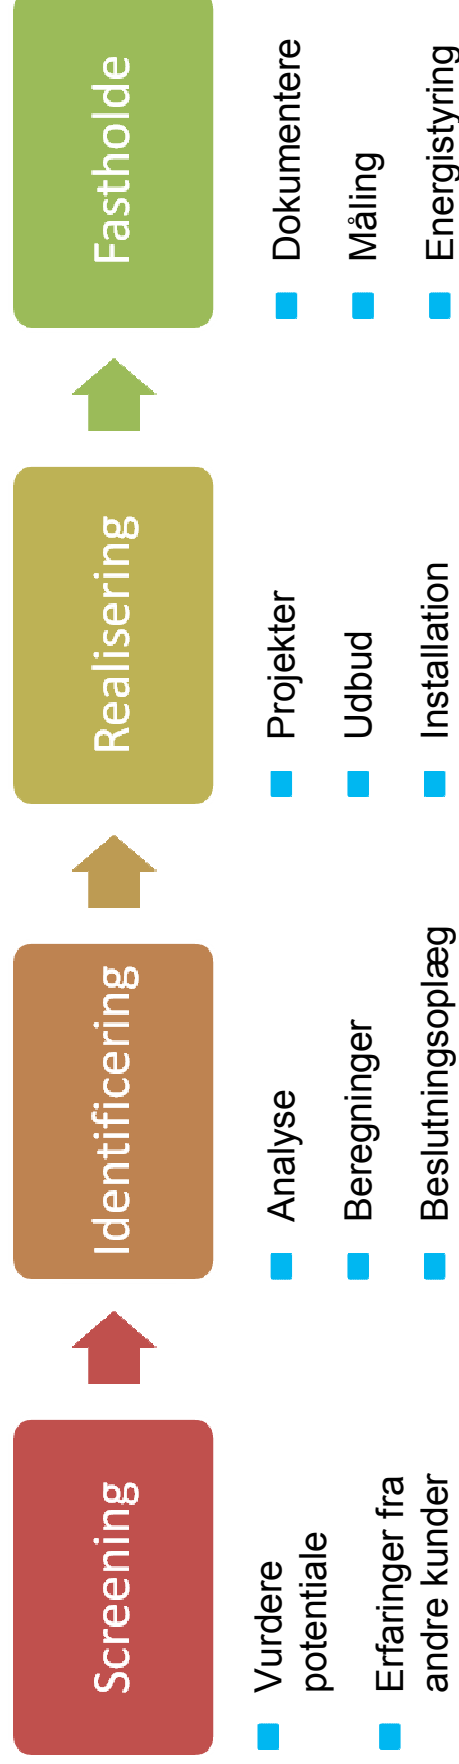 Screening
Vurdere
potentiale
Erfaringer fra
andre kunder
Identificering
Analyse
Beregninger
Beslutningsoplæg
Realisering
Projekter
Udbud
Installation
Fastholde
Dokumentere
Måling
Energistyring